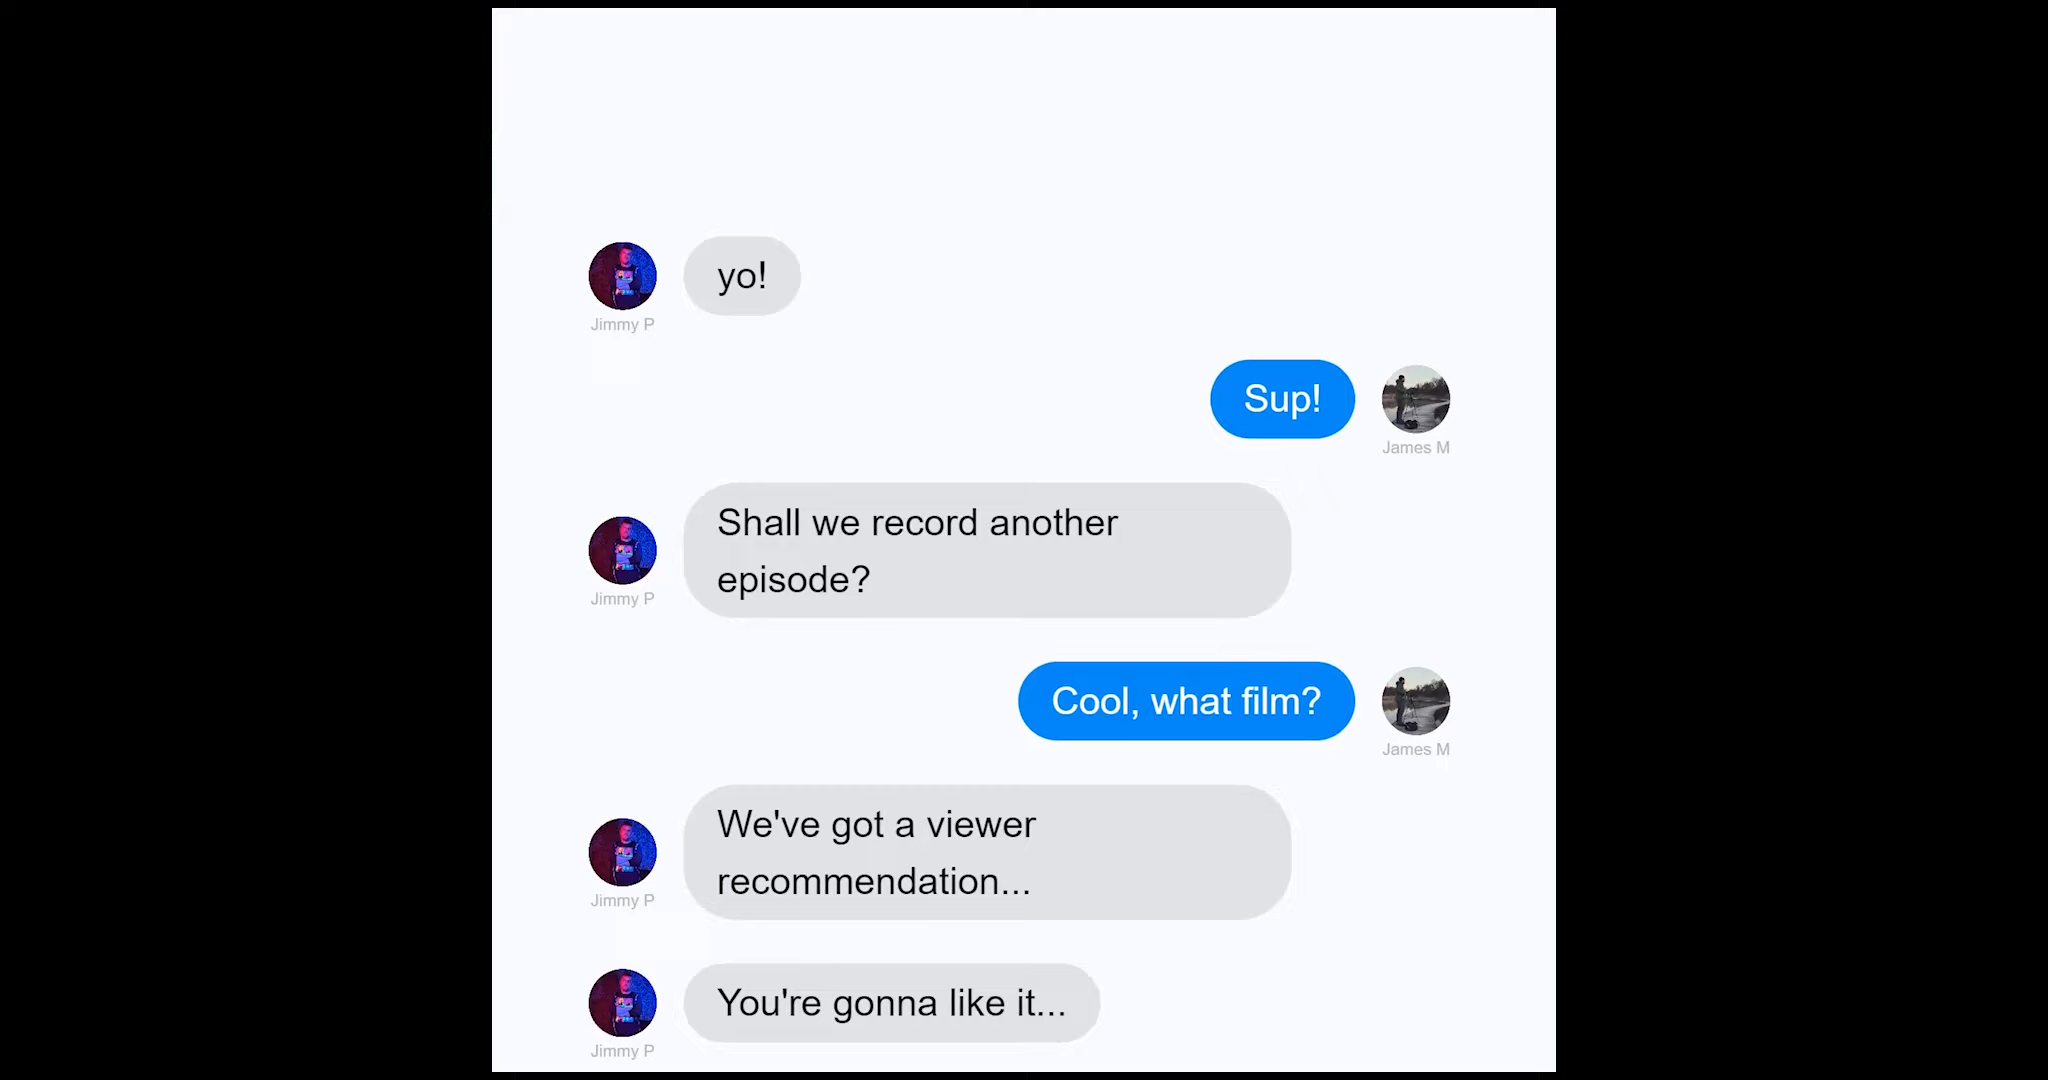 yo!
Jimmy P
Sup!
James M
Shall we record another
episode?
Jimmy P
Cool, what film?
James M
We've got a viewer
recommendation...
Jimmy P
You're gonna like it...
Jimmy P